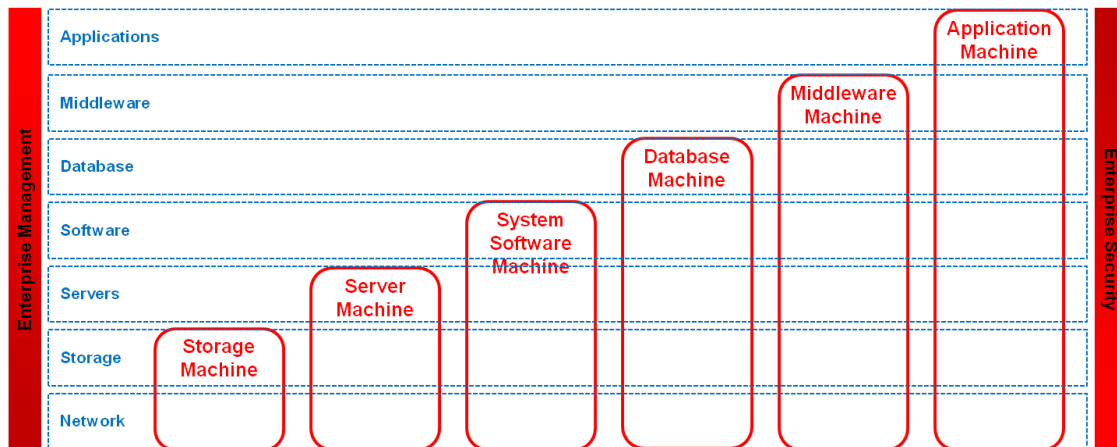 Enterprise Management
Applications
Application
Machine
Middleware
Middleware
Machine
Database
Database
Machine
Software
System
Software
Machine
Servers
Server
Machine
Storage
Storage
Machine
Network
Enterprise Security